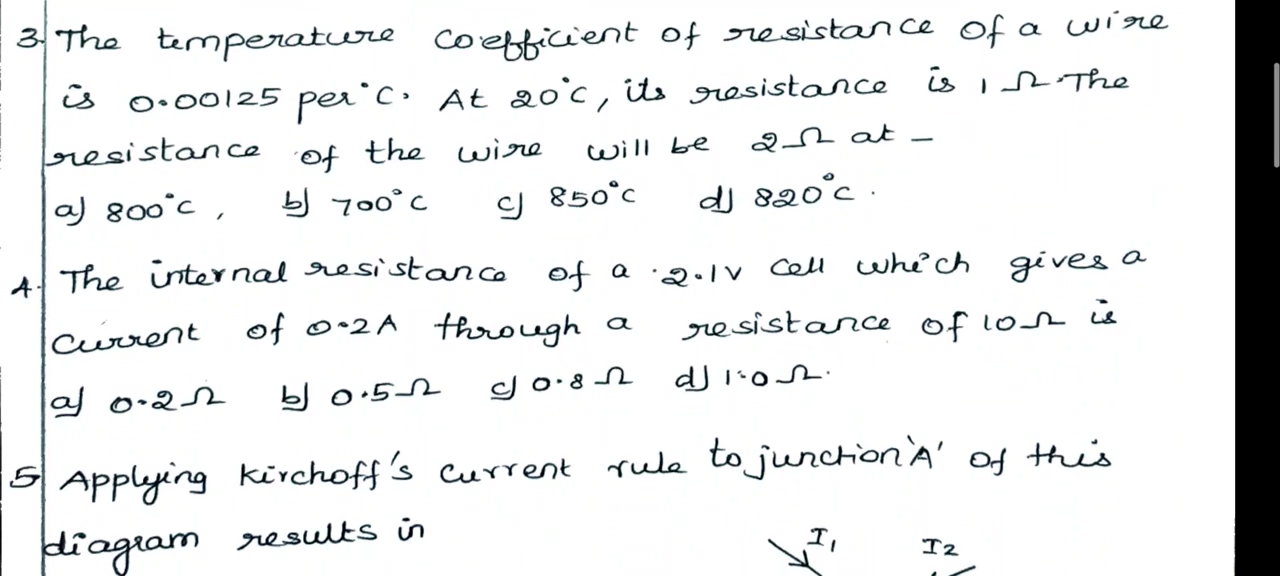 3. The temperature coefficient of resistance of a wire
is 0.00125 per °C. At 20°C, its resistance is 1 Ω. The
resistance of the wire will be 2Ω at –
a) 800°C, b) 700°C c) 850°C d) 820°C.
4. The internal resistance of a 2.1V cell which gives a
current of 0.2A through a resistance of 10Ω is
a) 0.2Ω b) 0.5Ω c) 0.8Ω d) 1.0Ω.
5 Applying Kirchoff's current rule to junction 'A' of this
diagram results in
I1 I2